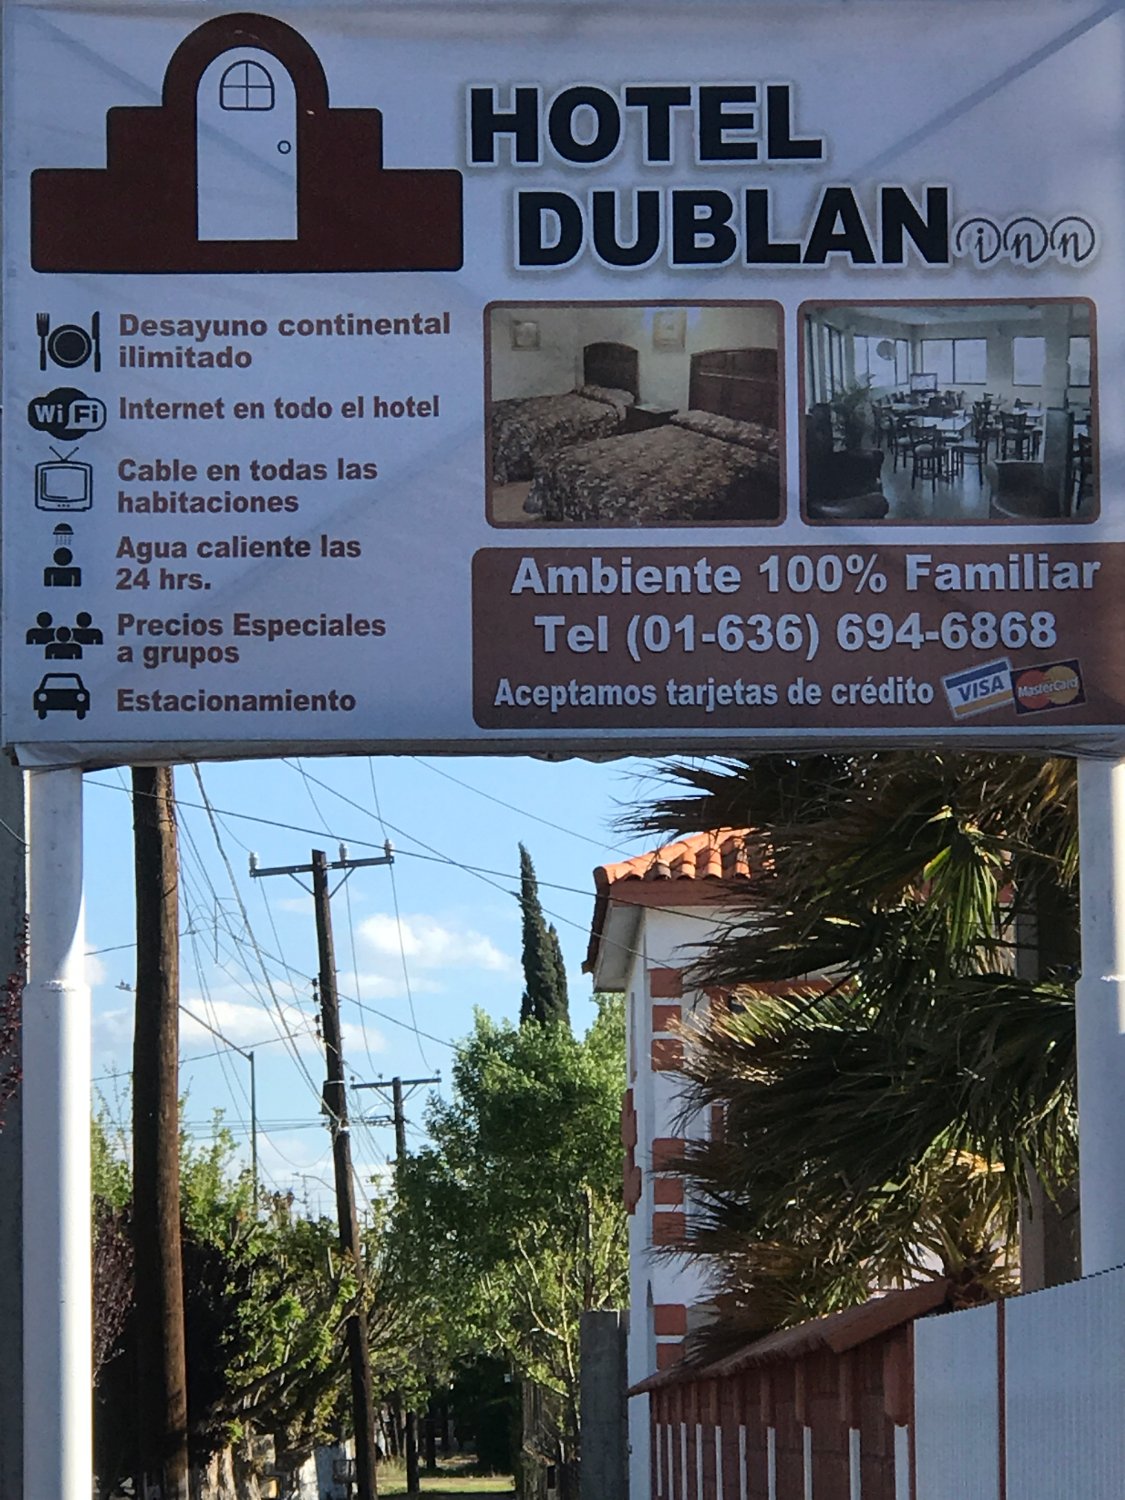 HOTEL
DUBLAN inn
Desayuno continental
ilimitado
Wi Fi
Internet en todo el hotel
Cable en todas las
habitaciones
Agua caliente las
24 hrs.
Precios Especiales
a grupos
Estacionamiento
Ambiente 100% Familiar
Tel (01-636) 694-6868
Aceptamos tarjetas de crédito
VISA
MasterCard